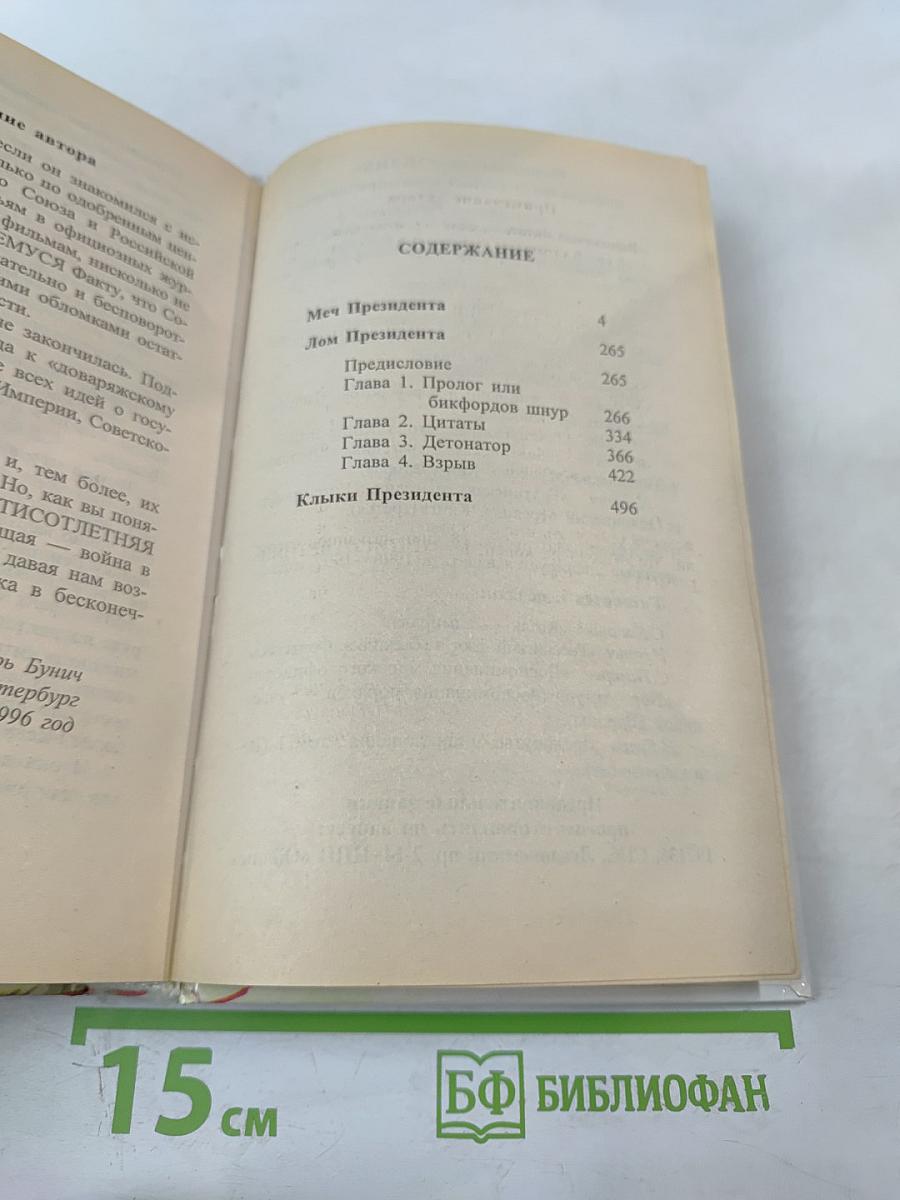 ние автора
если он знакомился с не-
лько по одобренным цен-
го Союза и Российской
ьям в официозных жур-
фильмам, нисколько не
ЕМУСЯ Факту, что Со-
ательно и бесповорот-
ими обломками остат-
сти.
не закончилась. Под-
да к «доваряжскому
е всех идей о госу-
Империи, Советско-
и, тем более, их
Но, как вы поня-
ТИСОТЛЕТНЯЯ
щая — война в
давая нам воз-
ка в бесконеч-
рь Бунич
тербург
996 год
СОДЕРЖАНИЕ
Меч Президента 4
Лом Президента 265
Предисловие 265
Глава 1. Пролог или
бикфордов шнур 266
Глава 2. Цитаты 334
Глава 3. Детонатор 366
Глава 4. Взрыв 422
Клыки Президента 496
15 см
БФ БИБЛИОФАН